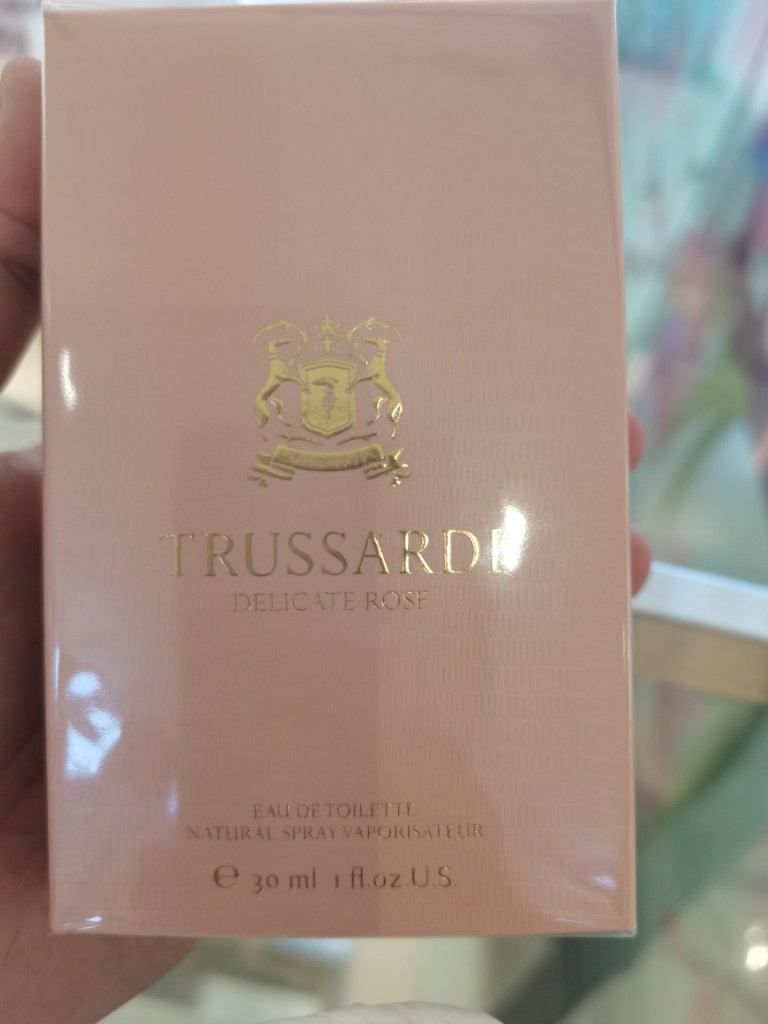 TRUSSARDI
DELICATE ROSE
EAU DE TOILETTE
NATURAL SPRAY VAPORISATEUR
e 30 ml 1 fl.oz.U.S.